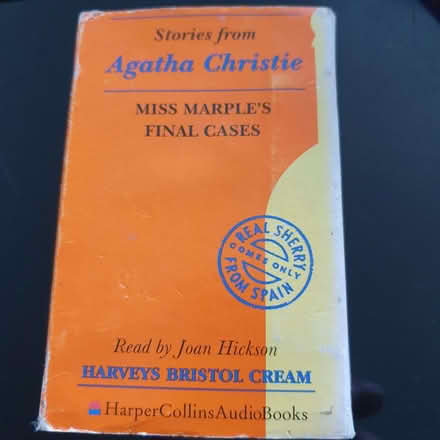 Stories from
Agatha Christie
MISS MARPLE'S
FINAL CASES
REAL SHERRY
COMES ONLY
FROM SPAIN
Read by Joan Hickson
HARVEYS BRISTOL CREAM
HarperCollinsAudioBooks